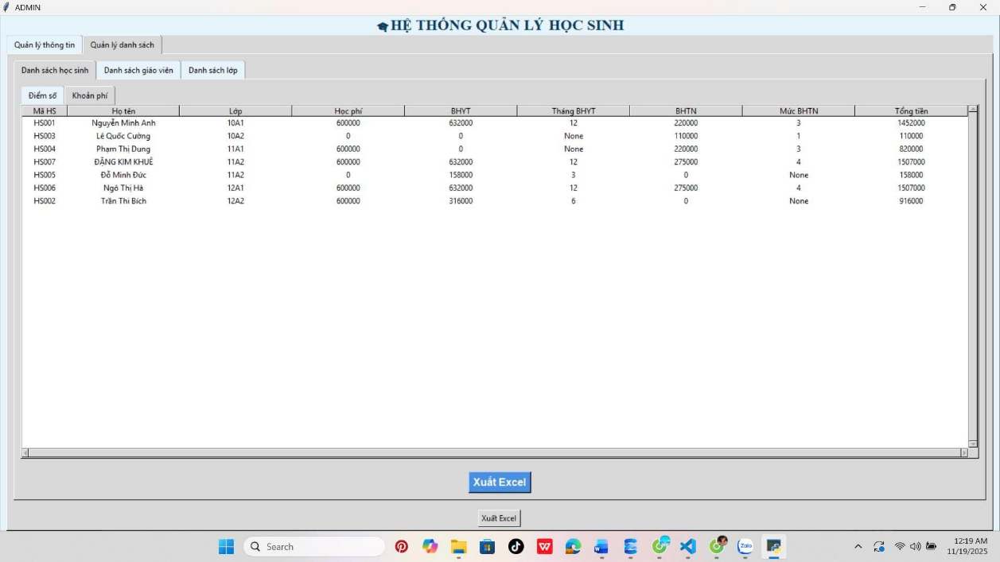 ADMIN
HỆ THỐNG QUẢN LÝ HỌC SINH
Quản lý thông tin Quản lý danh sách
Danh sách học sinh Danh sách giáo viên Danh sách lớp
Điểm số Khoản phí
Mã HS Họ tên Lớp Học phí BHYT Tháng BHYT BHTN Mức BHTN Tổng tiền
HS001 Nguyễn Minh Anh 10A1 600000 632000 12 220000 3 1452000
HS003 Lê Quốc Cường 10A2 0 0 None 110000 1 110000
HS004 Phạm Thị Dung 11A1 600000 0 None 220000 3 820000
HS007 ĐẶNG KIM KHUÊ 11A2 600000 632000 12 275000 4 1507000
HS005 Đỗ Minh Đức 11A2 0 158000 3 0 None 158000
HS006 Ngô Thị Hà 12A1 600000 632000 12 275000 4 1507000
HS002 Trần Thi Bích 12A2 600000 316000 6 0 None 916000
Xuất Excel
Xuất Excel
Search
Zalo
12:19 AM
11/19/2025